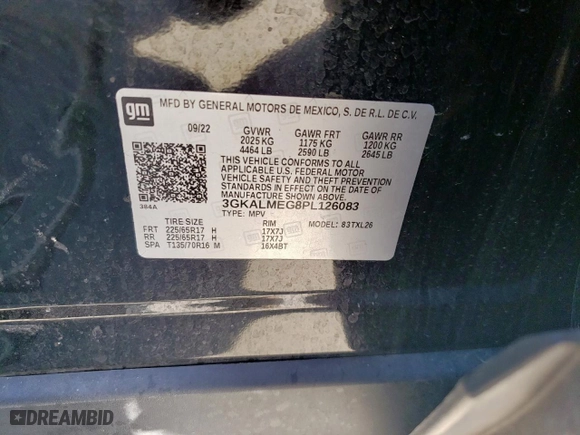 gm
MFD BY GENERAL MOTORS DE MEXICO, S. DE R.L. DE C.V.
09/22 GVWR GAWR FRT GAWR RR
2025 KG 1175 KG 1200 KG
4464 LB 2590 LB 2645 LB
THIS VEHICLE CONFORMS TO ALL
APPLICABLE U.S. FEDERAL MOTOR
VEHICLE SAFETY, BUMPER, AND
THEFT PREVENTION STANDARDS
IN EFFECT ON THE DATE OF
MANUFACTURE SHOWN ABOVE.
384A 3GKALMEG8PL126083
TYPE: MPV MODEL: 83TXL26
TIRE SIZE RIM
FRT 225/65R17 H 17X7J
RR 225/65R17 H 17X7J
SPA T135/70R16 M 16X4BT
DREAMBID